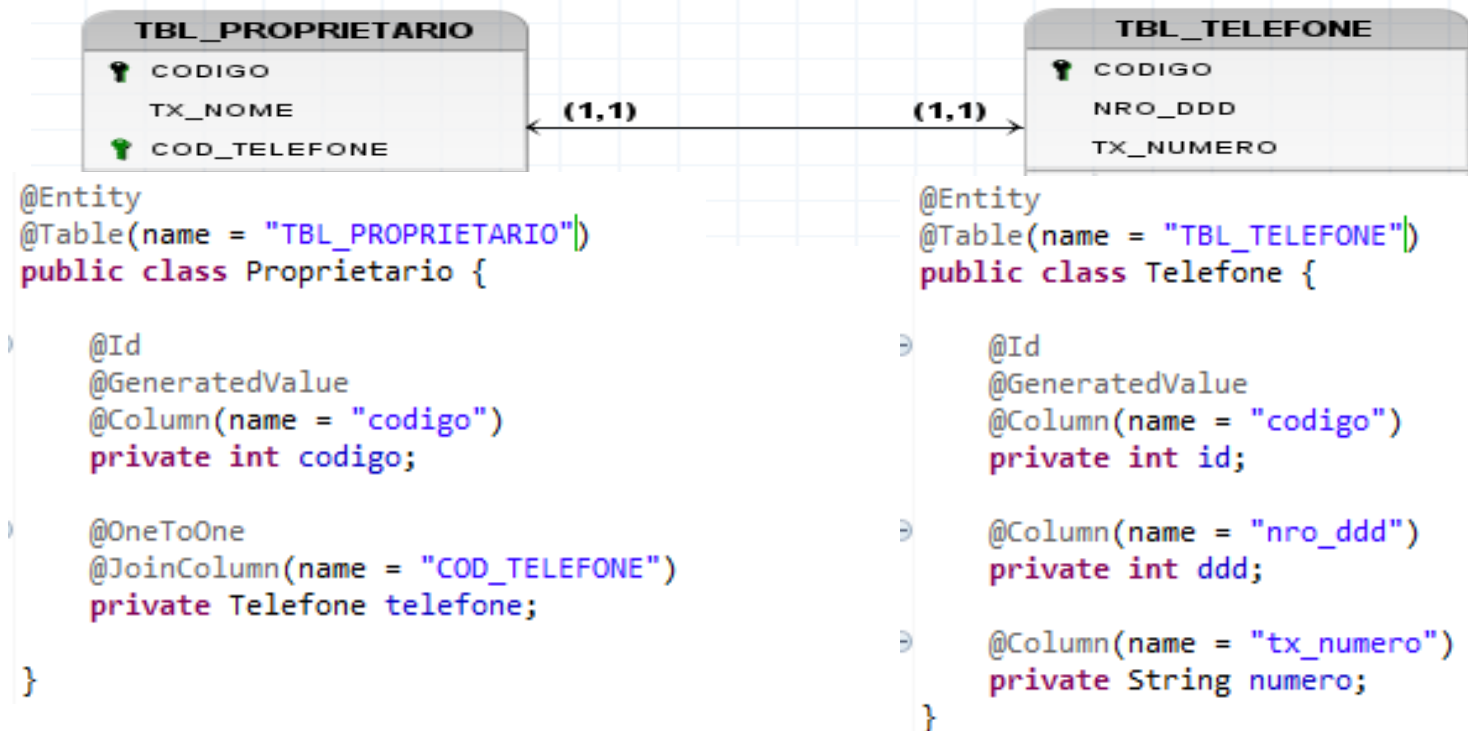 TBL_PROPRIETARIO
CODIGO
TX_NOME
COD_TELEFONE
(1,1)
(1,1)
TBL_TELEFONE
CODIGO
NRO_DDD
TX_NUMERO
@Entity
@Table(name = "TBL_PROPRIETARIO")
public class Proprietario {
@Id
@GeneratedValue
@Column(name = "codigo")
private int codigo;
@OneToOne
@JoinColumn(name = "COD_TELEFONE")
private Telefone telefone;
}
@Entity
@Table(name = "TBL_TELEFONE")
public class Telefone {
@Id
@GeneratedValue
@Column(name = "codigo")
private int id;
@Column(name = "nro_ddd")
private int ddd;
@Column(name = "tx_numero")
private String numero;
}